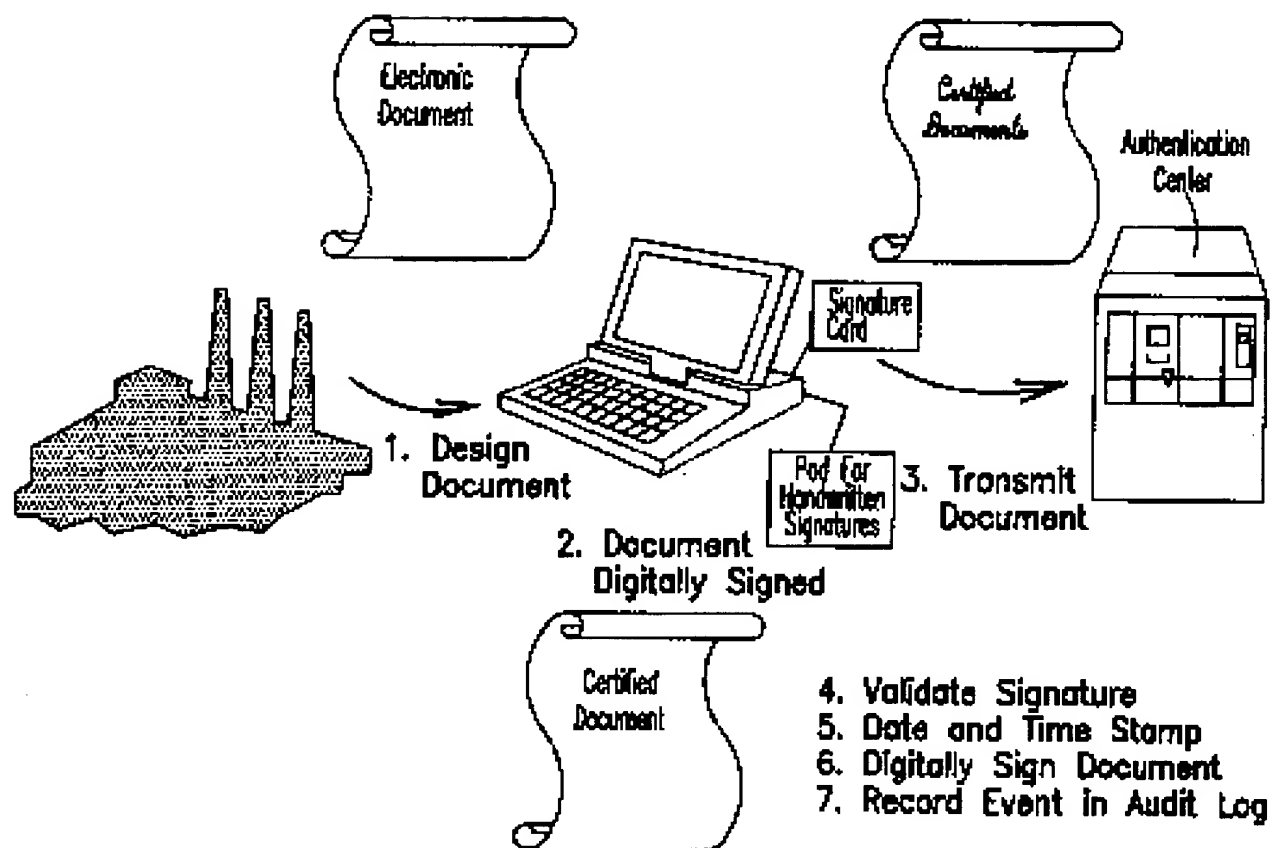 Electronic
Document
Certified
Documents
Authentication
Center
Signature
Card
1. Design
Document
Pad For
Handwritten
Signatures
3. Transmit
Document
2. Document
Digitally Signed
Certified
Document
4. Validate Signature
5. Date and Time Stamp
6. Digitally Sign Document
7. Record Event in Audit Log